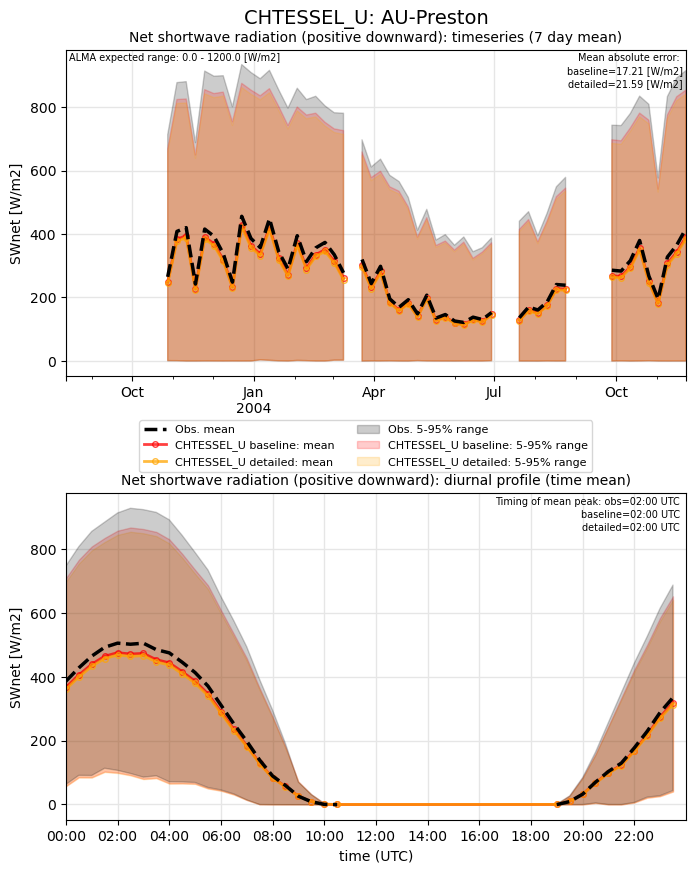 CHTESSEL_U: AU-Preston
Net shortwave radiation (positive downward): timeseries (7 day mean)
ALMA expected range: 0.0 - 1200.0 [W/m2]
Mean absolute error:
baseline=17.21 [W/m2]
detailed=21.59 [W/m2]
SWnet [W/m2]
800
600
400
200
0
Oct
Jan
2004
Apr
Jul
Oct
Obs. mean
CHTESSEL_U baseline: mean
CHTESSEL_U detailed: mean
Obs. 5-95% range
CHTESSEL_U baseline: 5-95% range
CHTESSEL_U detailed: 5-95% range
Net shortwave radiation (positive downward): diurnal profile (time mean)
Timing of mean peak: obs=02:00 UTC
baseline=02:00 UTC
detailed=02:00 UTC
SWnet [W/m2]
800
600
400
200
0
00:00 02:00 04:00 06:00 08:00 10:00 12:00 14:00 16:00 18:00 20:00 22:00
time (UTC)